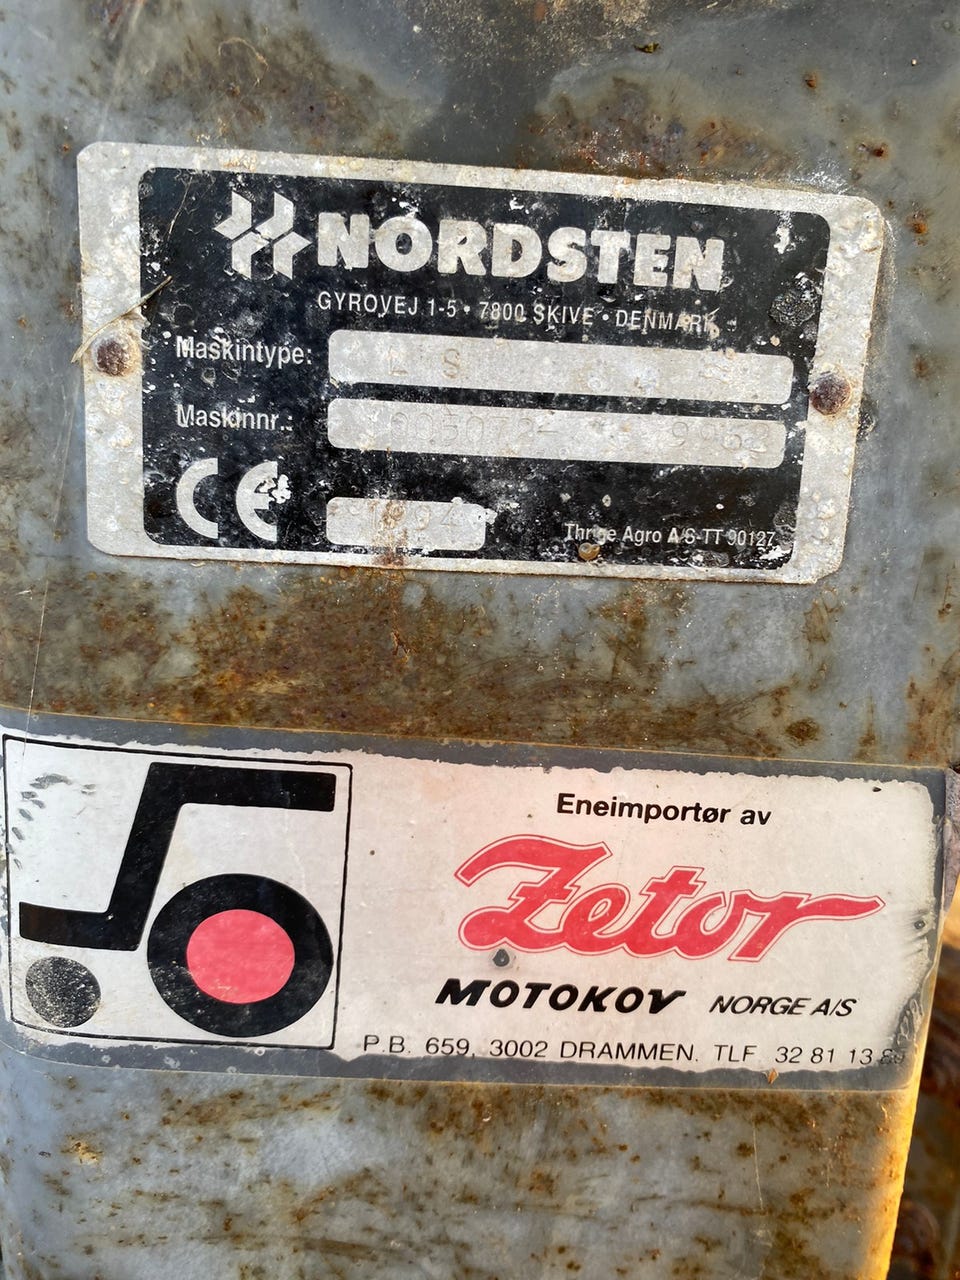 NORDSTEN
GYROVEJ 1-5 • 7800 SKIVE • DENMARK
Maskintype:
Maskinnr.:
CE
1994
Thrige Agro A/S-TT 90127
Eneimportør av
Zetor
MOTOKOV NORGE A/S
P.B. 659, 3002 DRAMMEN. TLF. 32 81 13